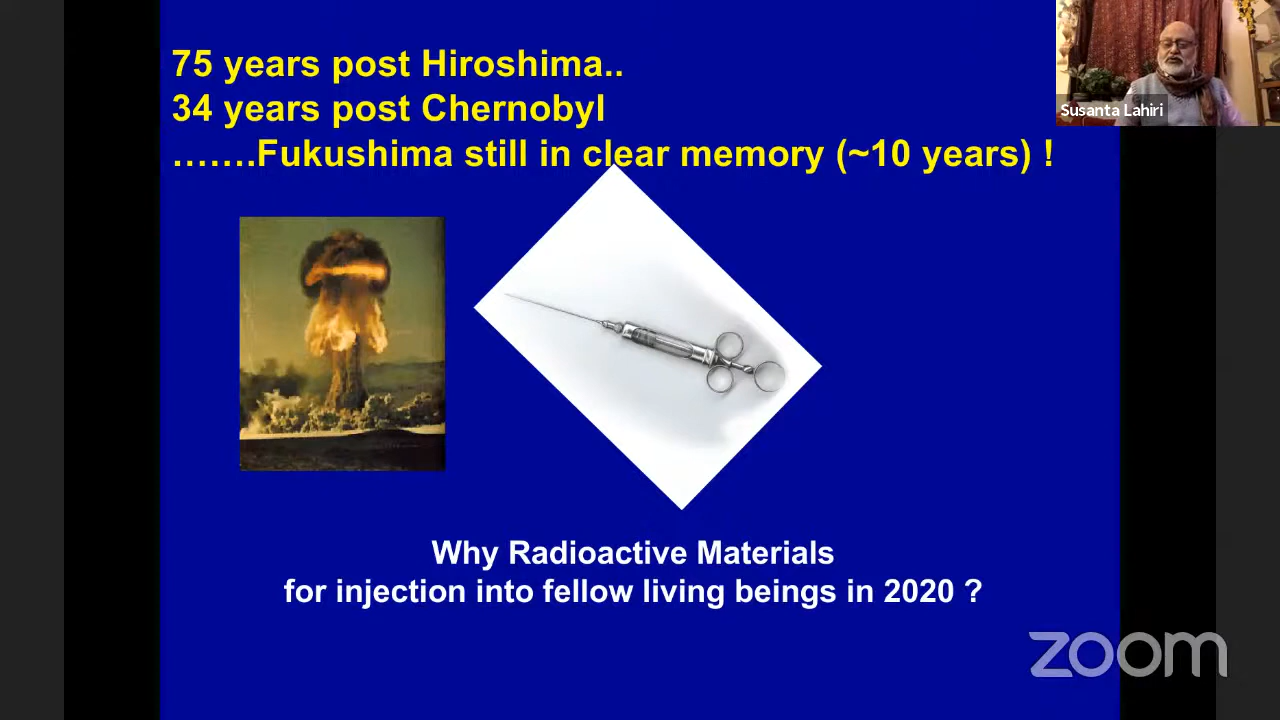 75 years post Hiroshima..
34 years post Chernobyl
.......Fukushima still in clear memory (~10 years) !
Susanta Lahiri
Why Radioactive Materials
for injection into fellow living beings in 2020 ?
zoom